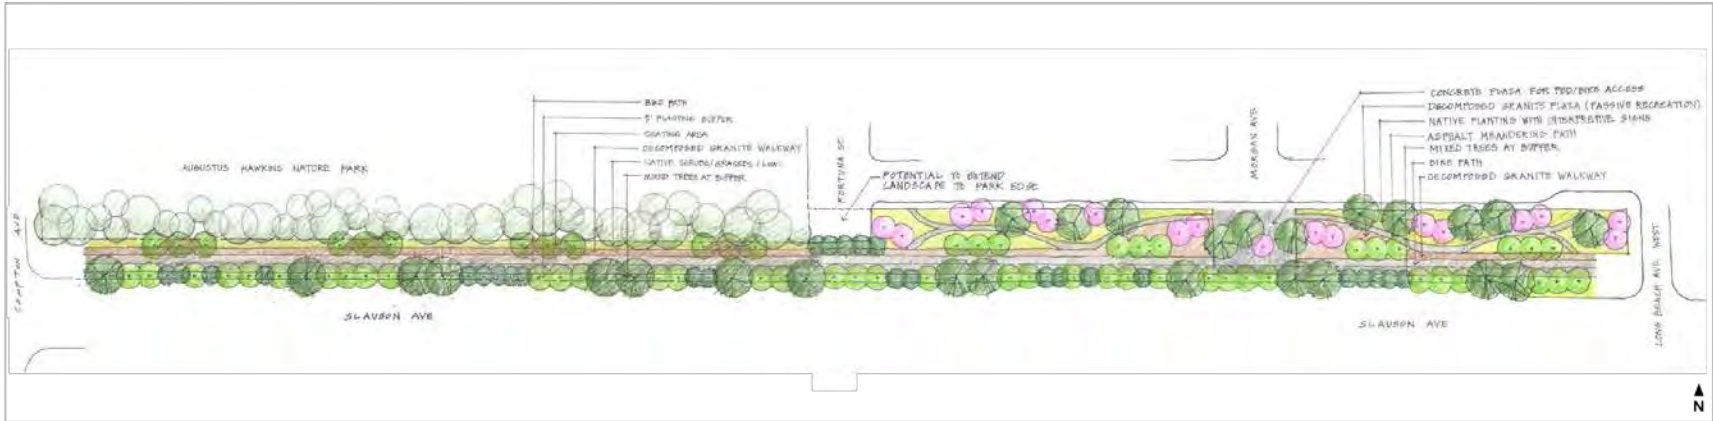 BIKE PATH
5' PLANTING BUFFER
SEATING AREA
DECOMPOSED GRANITE WALKWAY
NATIVE SHRUBS/GRASSES (LOW)
MIXED TREES AT BUFFER
AUGUSTUS HAWKINS NATURE PARK
COMPTON AVE
SLAUSON AVE
FORTUNA ST.
POTENTIAL TO EXTEND
LANDSCAPE TO PARK EDGE
MORGAN AVE
CONCRETE PLAZA FOR PED/BIKE ACCESS
DECOMPOSED GRANITE PLAZA (PASSIVE RECREATION)
NATIVE PLANTING WITH INTERPRETIVE SIGNS
ASPHALT MEANDERING PATH
MIXED TREES AT BUFFER
BIKE PATH
DECOMPOSED GRANITE WALKWAY
SLAUSON AVE
LONG BEACH AVE WEST
N